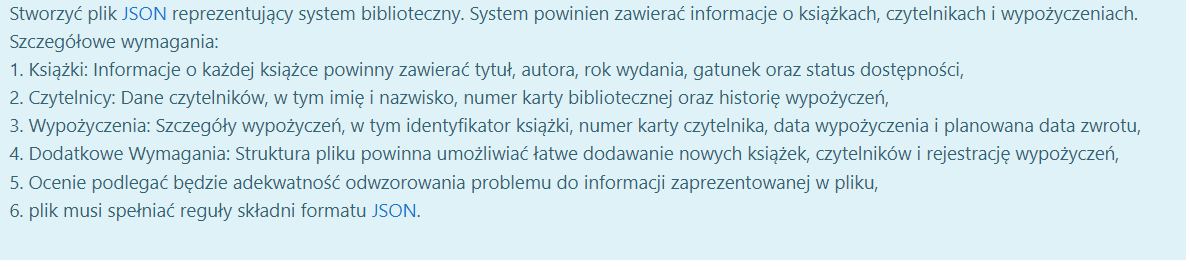 Stworzyć plik JSON reprezentujący system biblioteczny. System powinien zawierać informacje o książkach, czytelnikach i wypożyczeniach.
Szczegółowe wymagania:
1. Książki: Informacje o każdej książce powinny zawierać tytuł, autora, rok wydania, gatunek oraz status dostępności,
2. Czytelnicy: Dane czytelników, w tym imię i nazwisko, numer karty bibliotecznej oraz historię wypożyczeń,
3. Wypożyczenia: Szczegóły wypożyczeń, w tym identyfikator książki, numer karty czytelnika, data wypożyczenia i planowana data zwrotu,
4. Dodatkowe Wymagania: Struktura pliku powinna umożliwiać łatwe dodawanie nowych książek, czytelników i rejestrację wypożyczeń,
5. Ocenie podlegać będzie adekwatność odwzorowania problemu do informacji zaprezentowanej w pliku,
6. plik musi spełniać reguły składni formatu JSON.